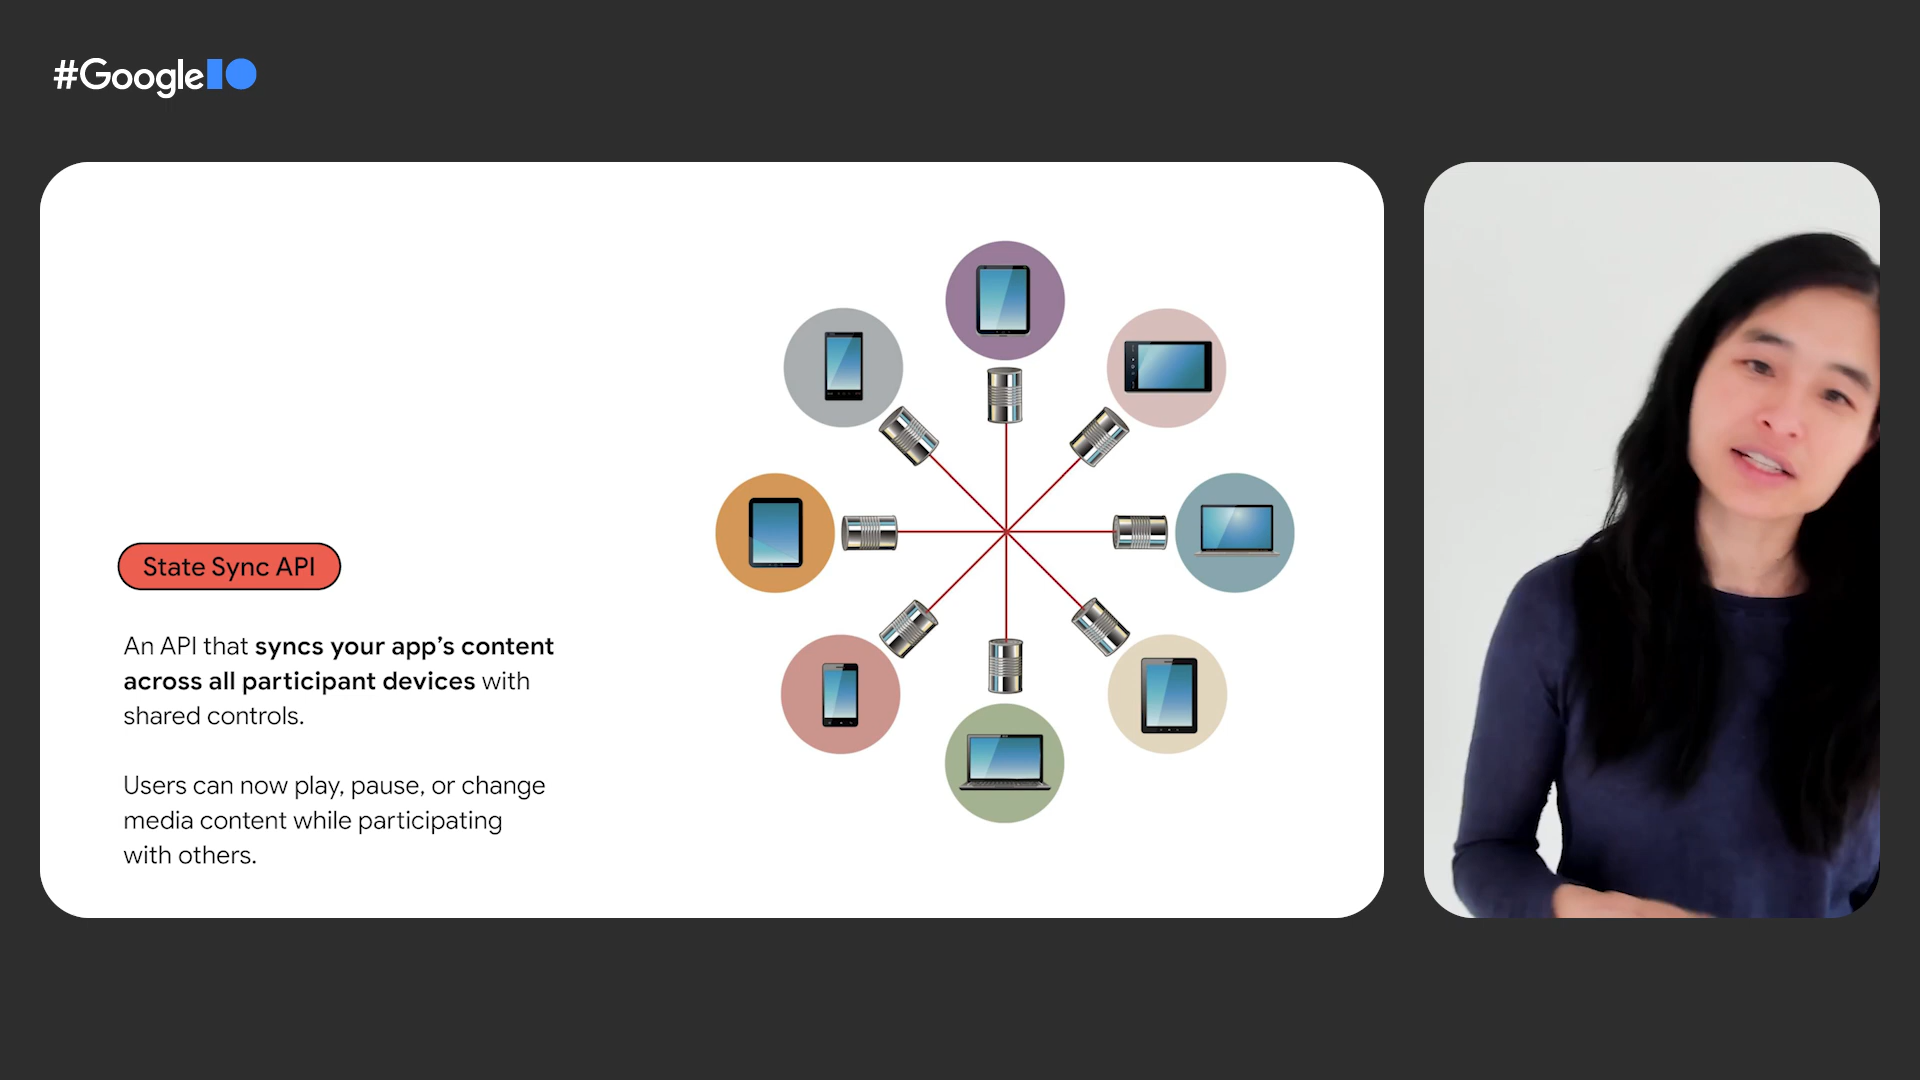 #GoogleIO
State Sync API
An API that syncs your app’s content
across all participant devices with
shared controls.
Users can now play, pause, or change
media content while participating
with others.